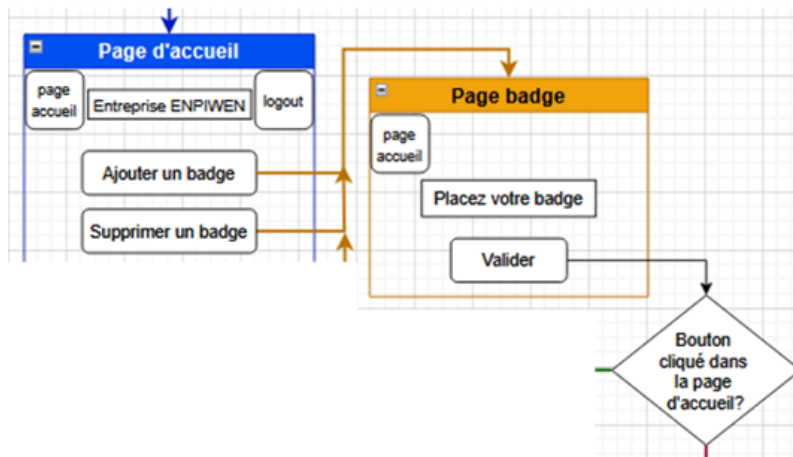 Page d'accueil
page
accueil
Entreprise ENPIWEN
logout
Ajouter un badge
Supprimer un badge
Page badge
page
accueil
Placez votre badge
Valider
Bouton
cliqué dans
la page
d'accueil?